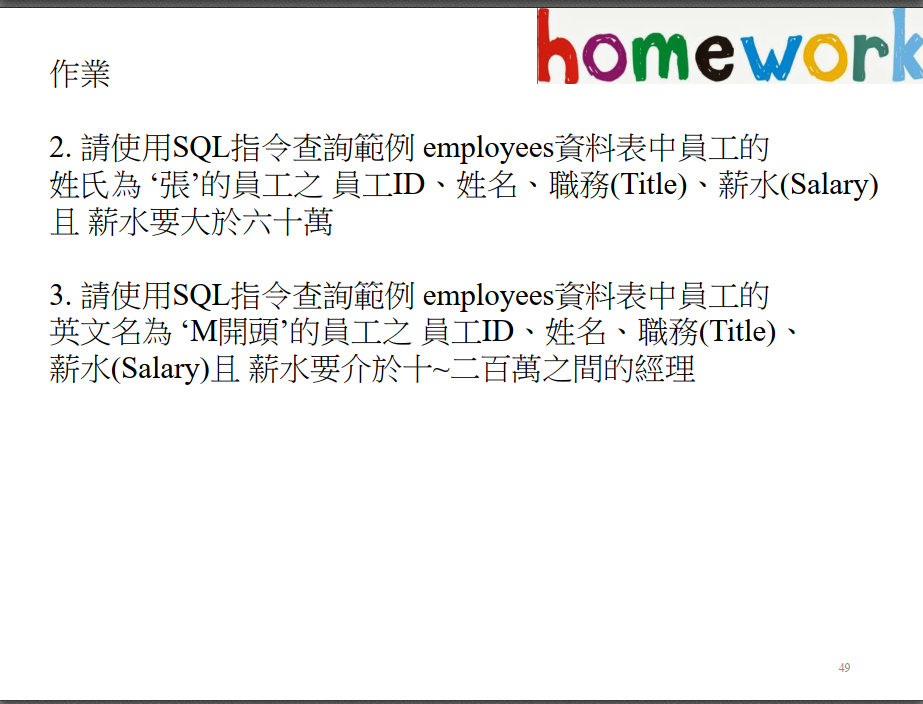 homework
作業
2. 請使用SQL指令查詢範例 employees資料表中員工的
姓氏為 ‘張’的員工之 員工ID、姓名、職務(Title)、薪水(Salary)
且 薪水要大於六十萬
3. 請使用SQL指令查詢範例 employees資料表中員工的
英文名為 ‘M開頭’的員工之 員工ID、姓名、職務(Title)、
薪水(Salary)且 薪水要介於十~二百萬之間的經理
49